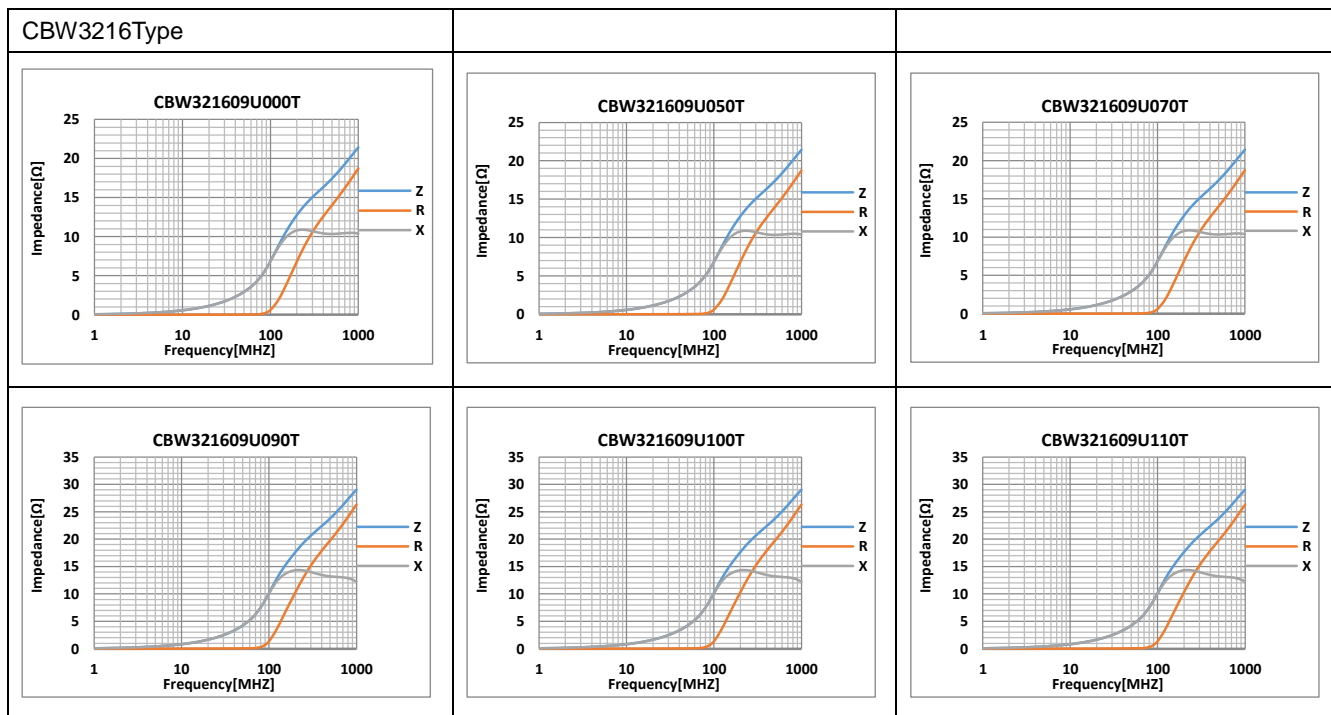 CBW3216Type
CBW321609U000T
25
20
15
10
5
0
Impedance[Ω]
1 10 100 1000
Frequency[MHZ]
Z
R
X
CBW321609U050T
25
20
15
10
5
0
Impedance[Ω]
1 10 100 1000
Frequency[MHZ]
Z
R
X
CBW321609U070T
25
20
15
10
5
0
Impedance[Ω]
1 10 100 1000
Frequency[MHZ]
Z
R
X
CBW321609U090T
35
30
25
20
15
10
5
0
Impedance[Ω]
1 10 100 1000
Frequency[MHZ]
Z
R
X
CBW321609U100T
35
30
25
20
15
10
5
0
Impedance[Ω]
1 10 100 1000
Frequency[MHZ]
Z
R
X
CBW321609U110T
35
30
25
20
15
10
5
0
Impedance[Ω]
1 10 100 1000
Frequency[MHZ]
Z
R
X